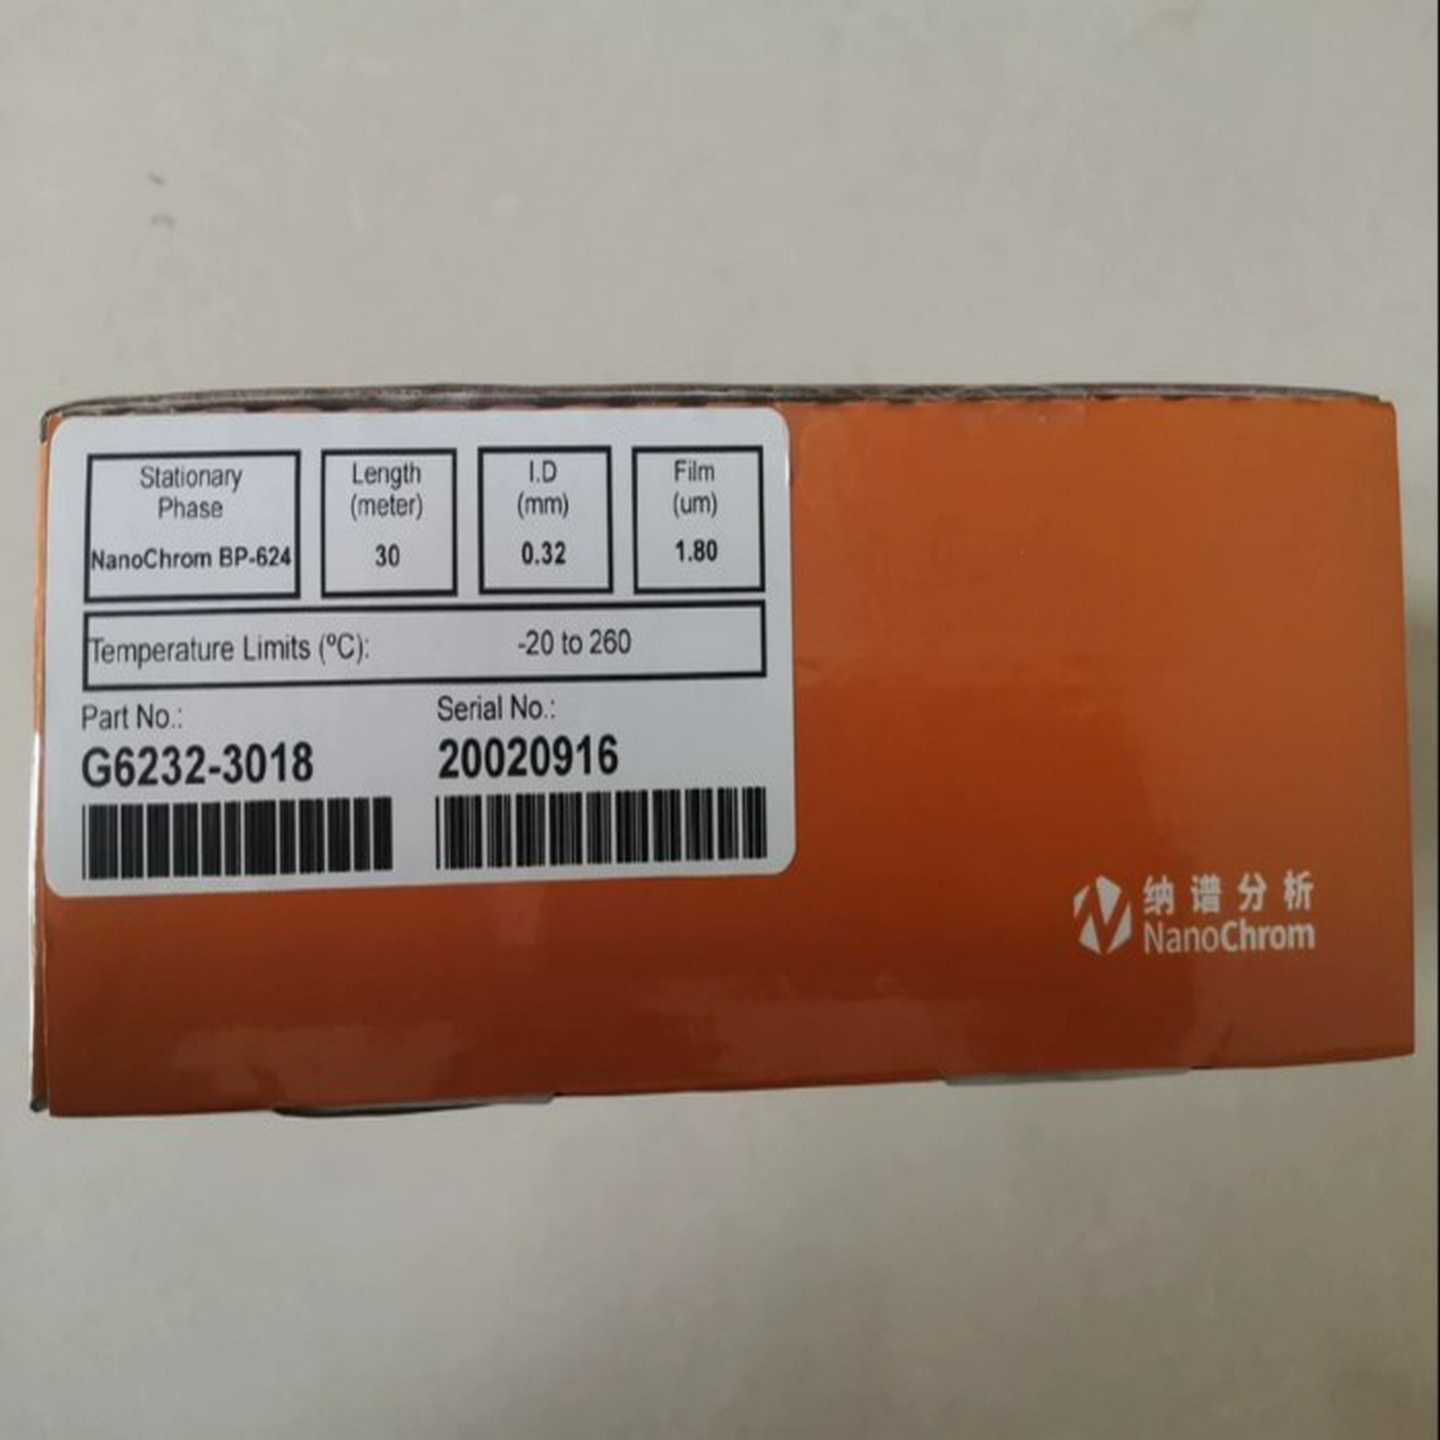 Stationary
Phase
NanoChrom BP-624
Length
(meter)
30
I.D
(mm)
0.32
Film
(um)
1.80
Temperature Limits (ºC): -20 to 260
Part No.:
G6232-3018
Serial No.:
20020916
纳谱分析
NanoChrom